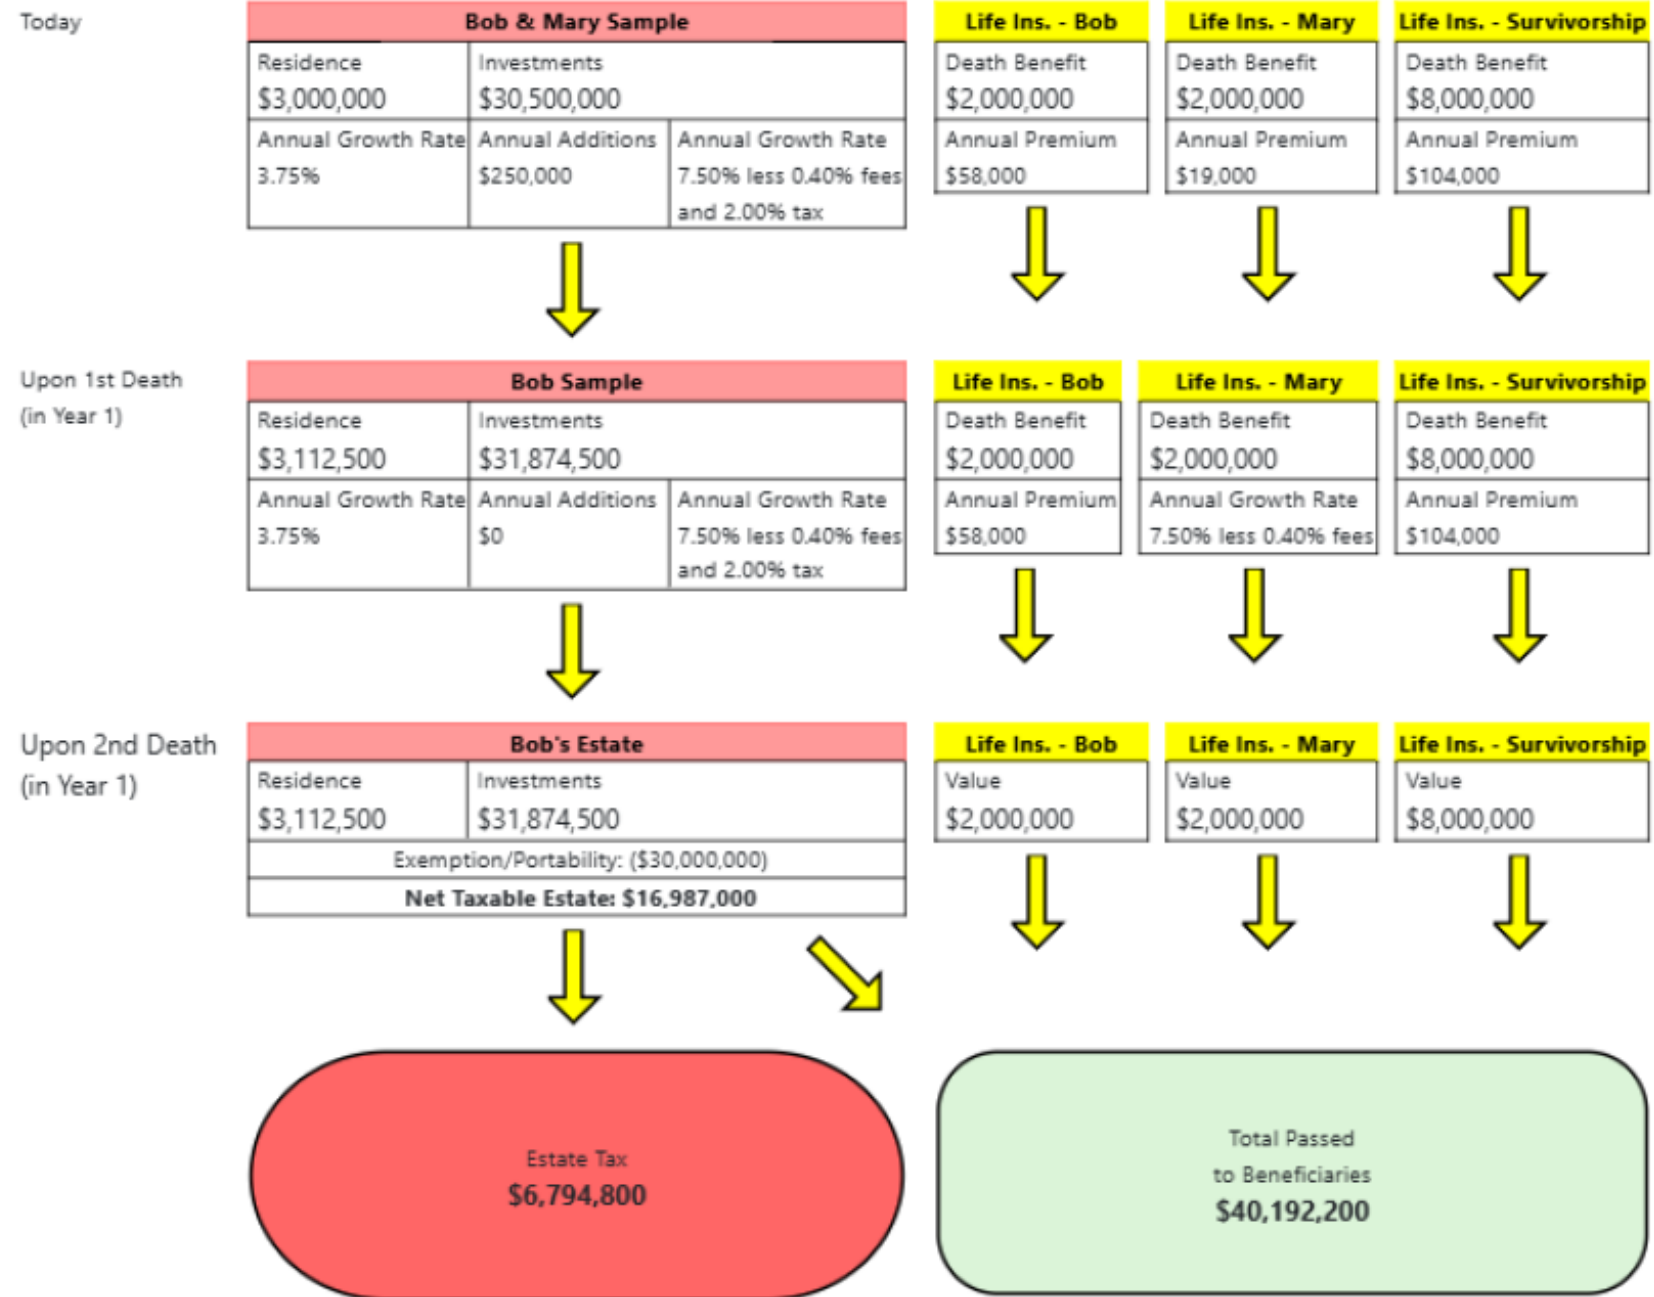 Today
Bob & Mary Sample
Life Ins. - Bob
Life Ins. - Mary
Life Ins. - Survivorship
Residence
$3,000,000
Investments
$30,500,000
Death Benefit
$2,000,000
Death Benefit
$2,000,000
Death Benefit
$8,000,000
Annual Growth Rate
3.75%
Annual Additions
$250,000
Annual Growth Rate
7.50% less 0.40% fees
and 2.00% tax
Annual Premium
$58,000
Annual Premium
$19,000
Annual Premium
$104,000
Upon 1st Death
(in Year 1)
Bob Sample
Life Ins. - Bob
Life Ins. - Mary
Life Ins. - Survivorship
Residence
$3,112,500
Investments
$31,874,500
Death Benefit
$2,000,000
Death Benefit
$2,000,000
Death Benefit
$8,000,000
Annual Growth Rate
3.75%
Annual Additions
$0
Annual Growth Rate
7.50% less 0.40% fees
and 2.00% tax
Annual Premium
$58,000
Annual Growth Rate
7.50% less 0.40% fees
Annual Premium
$104,000
Upon 2nd Death
(in Year 1)
Bob's Estate
Life Ins. - Bob
Life Ins. - Mary
Life Ins. - Survivorship
Residence
$3,112,500
Investments
$31,874,500
Value
$2,000,000
Value
$2,000,000
Value
$8,000,000
Exemption/Portability: ($30,000,000)
Net Taxable Estate: $16,987,000
Estate Tax
$6,794,800
Total Passed
to Beneficiaries
$40,192,200